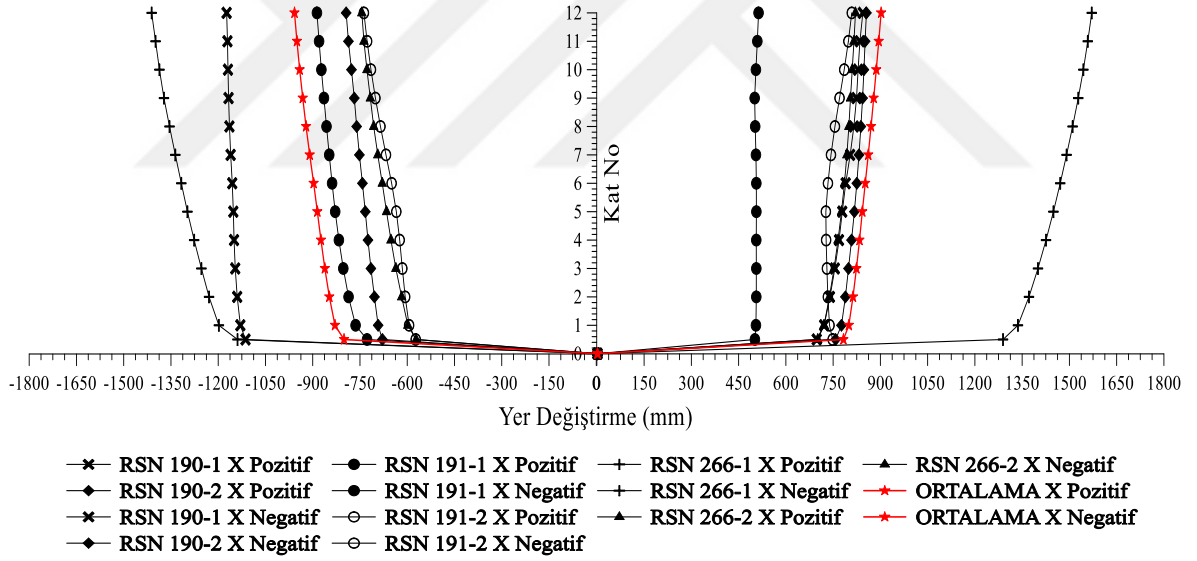 12
11
10
9
8
7
6
5
4
3
2
1
0
Kat No
-1800 -1650 -1500 -1350 -1200 -1050 -900 -750 -600 -450 -300 -150 0 150 300 450 600 750 900 1050 1200 1350 1500 1650 1800
Yer Değiştirme (mm)
RSN 190-1 X Pozitif RSN 191-1 X Pozitif RSN 266-1 X Pozitif RSN 266-2 X Negatif
RSN 190-2 X Pozitif RSN 191-1 X Negatif RSN 266-1 X Negatif ORTALAMA X Pozitif
RSN 190-1 X Negatif RSN 191-2 X Pozitif RSN 266-2 X Pozitif ORTALAMA X Negatif
RSN 190-2 X Negatif RSN 191-2 X Negatif